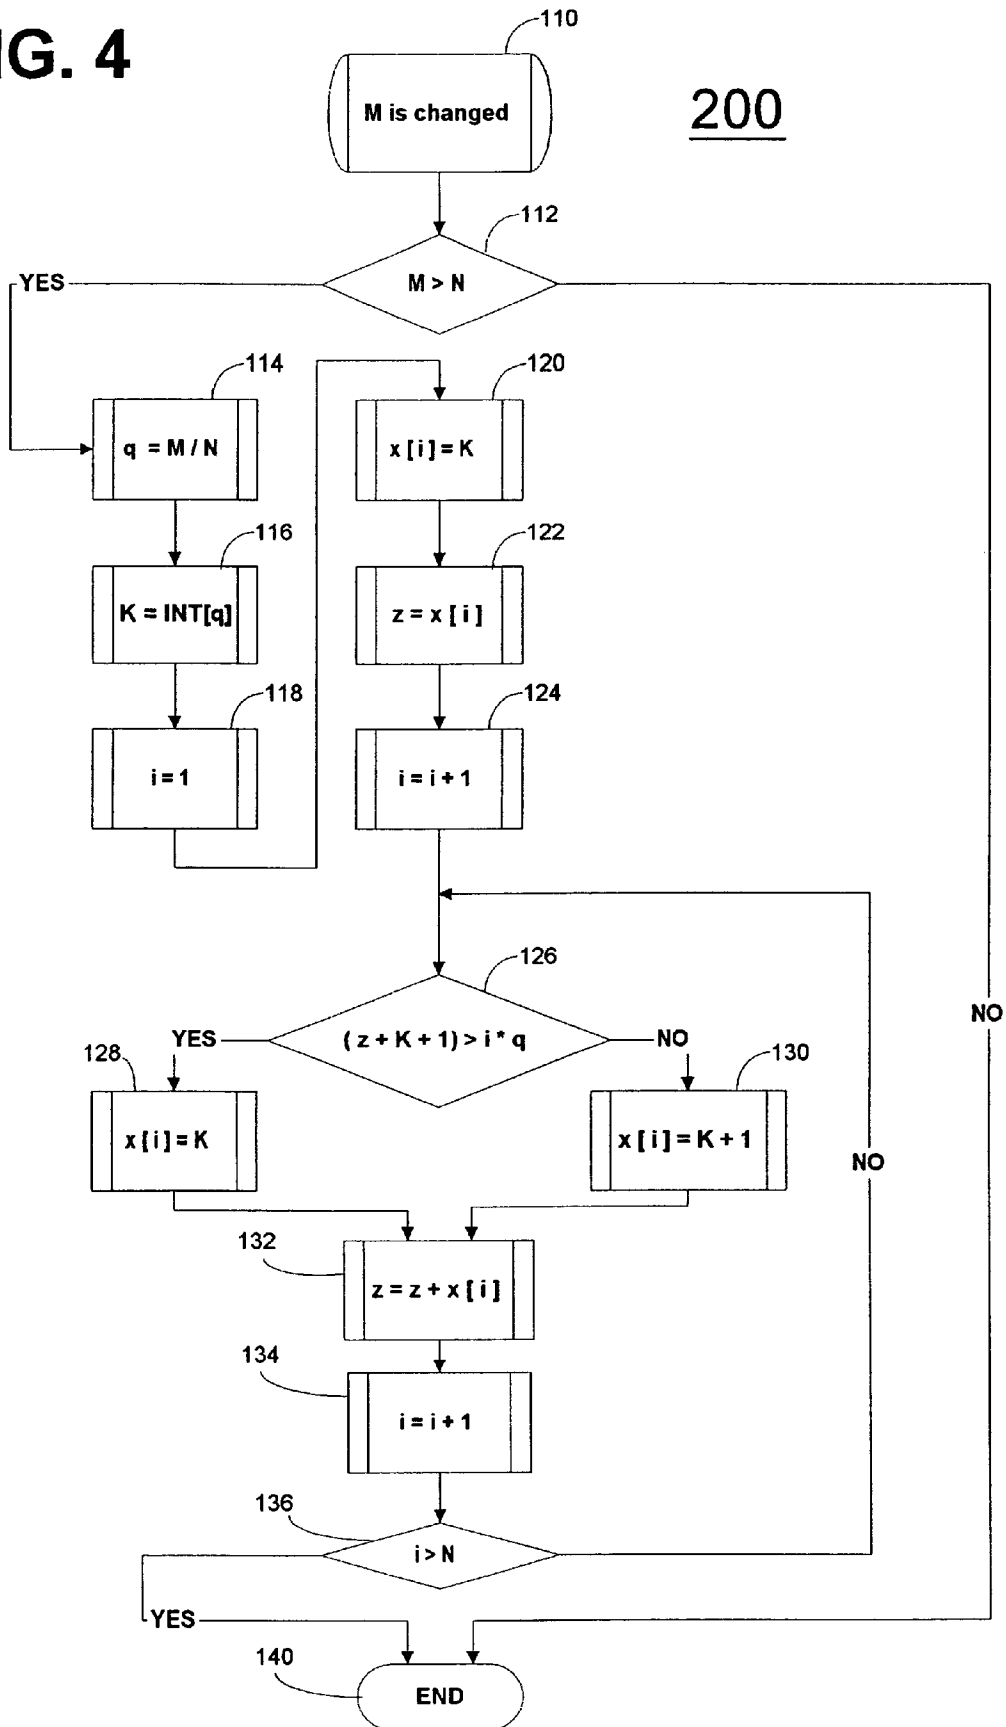 IG. 4
110
M is changed
200
112
M > N
YES
114
q = M / N
120
x [ i ] = K
116
K = INT[q]
122
z = x [ i ]
118
i = 1
124
i = i + 1
126
( z + K + 1 ) > i * q
YES
NO
NO
128
x [ i ] = K
130
x [ i ] = K + 1
NO
132
z = z + x [ i ]
134
i = i + 1
136
i > N
YES
140
END